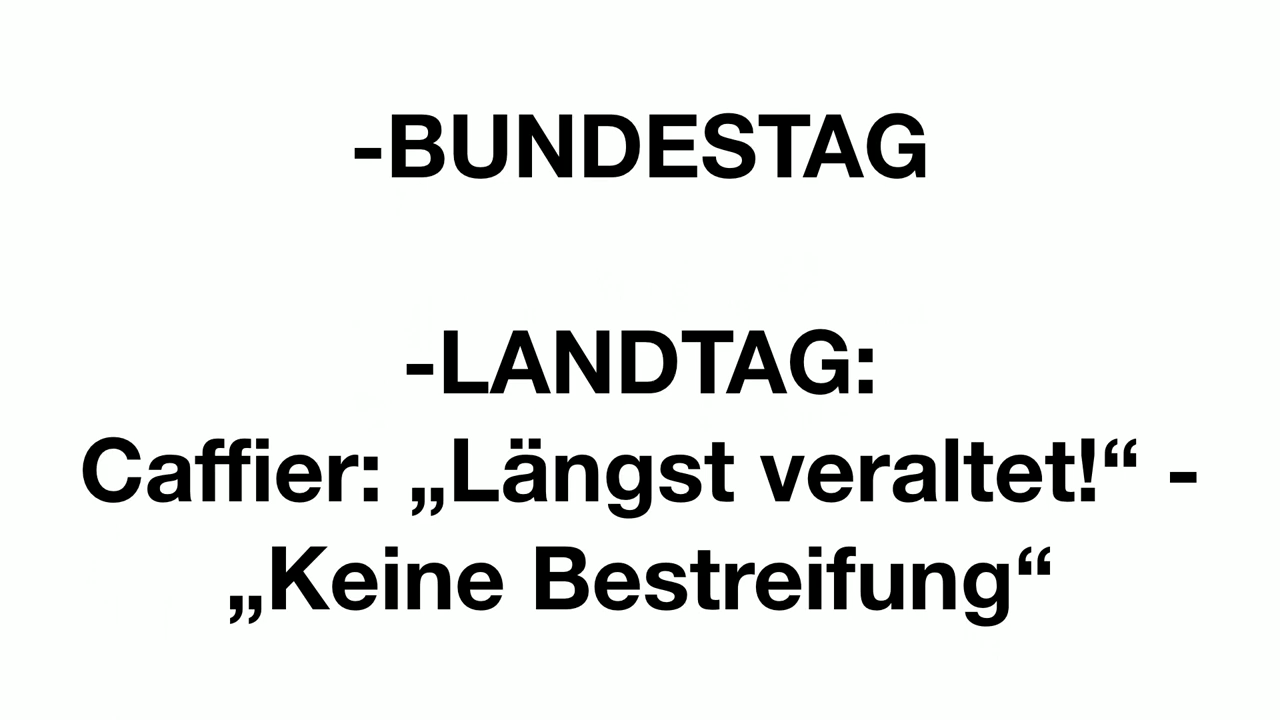 -BUNDESTAG
-LANDTAG:
Caffier: „Längst veraltet!“ -
„Keine Bestreifung“